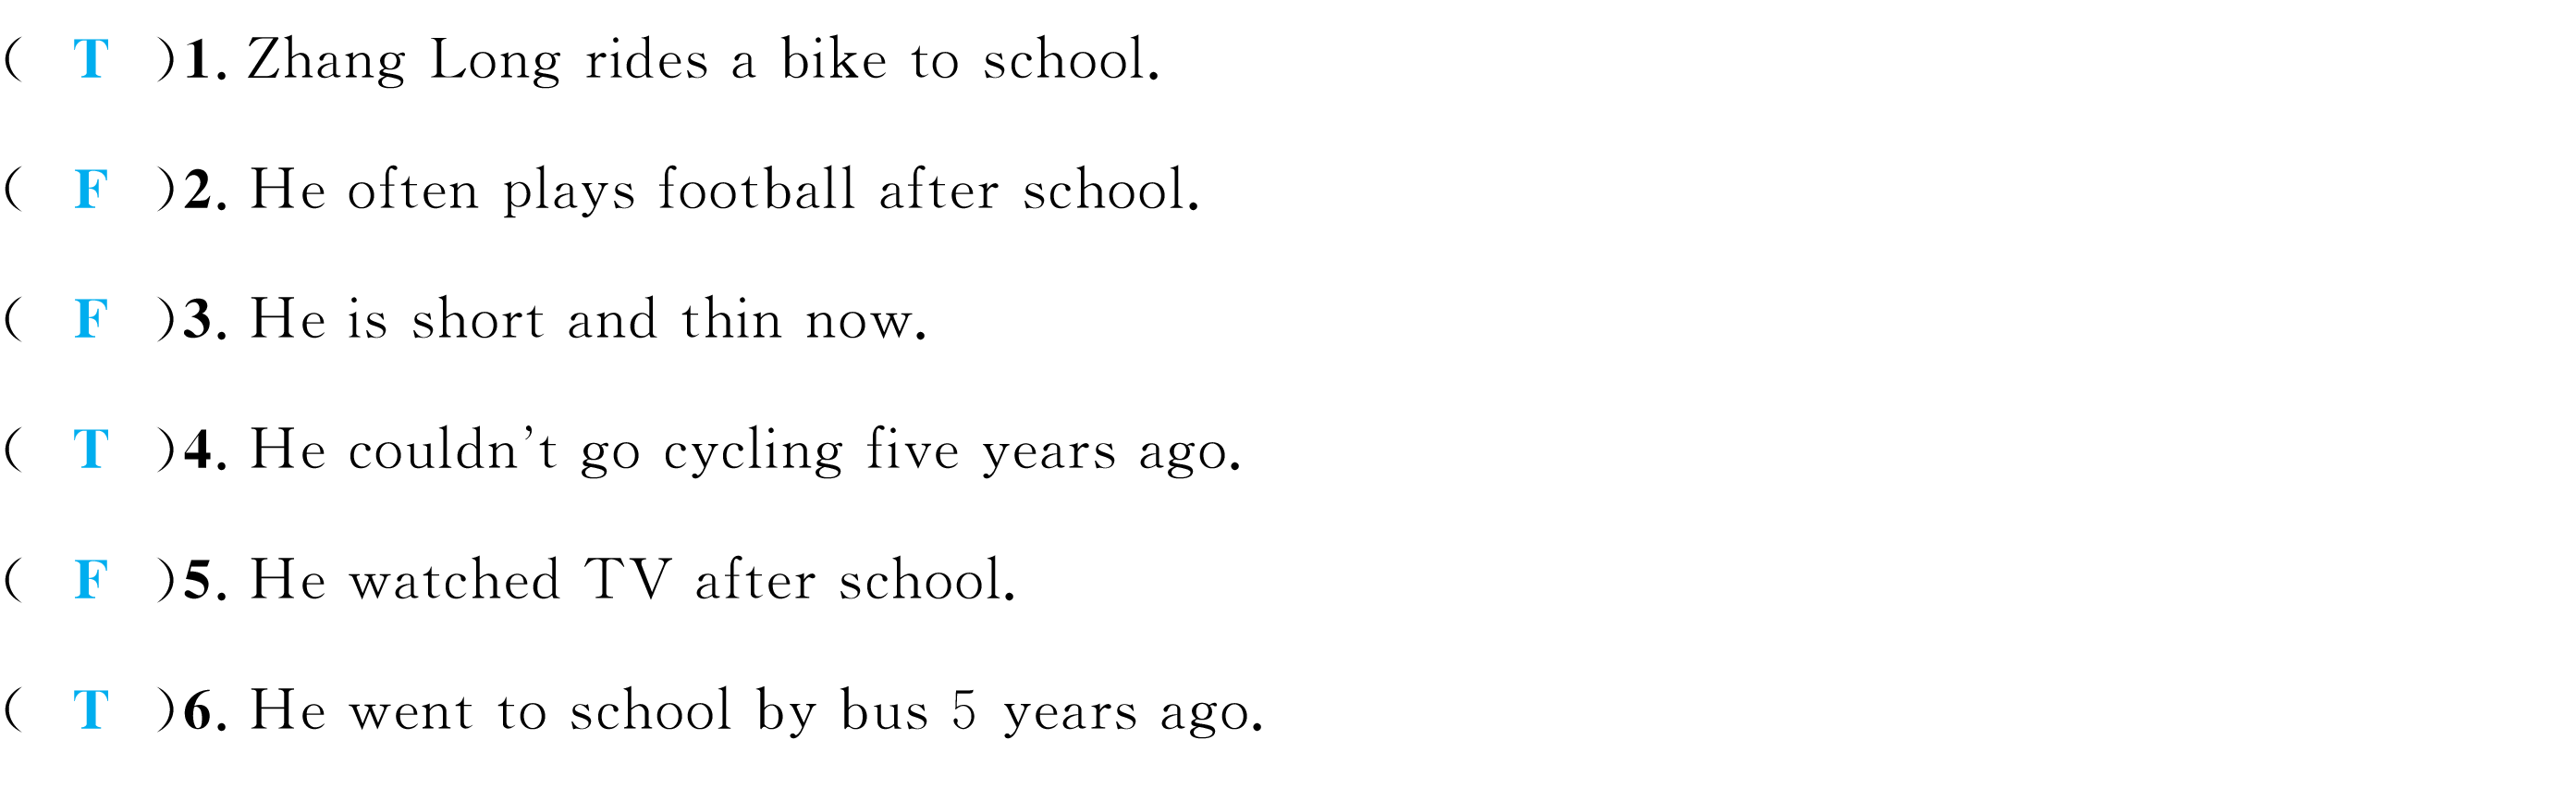 ( T )1. Zhang Long rides a bike to school.
( F )2. He often plays football after school.
( F )3. He is short and thin now.
( T )4. He couldn't go cycling five years ago.
( F )5. He watched TV after school.
( T )6. He went to school by bus 5 years ago.